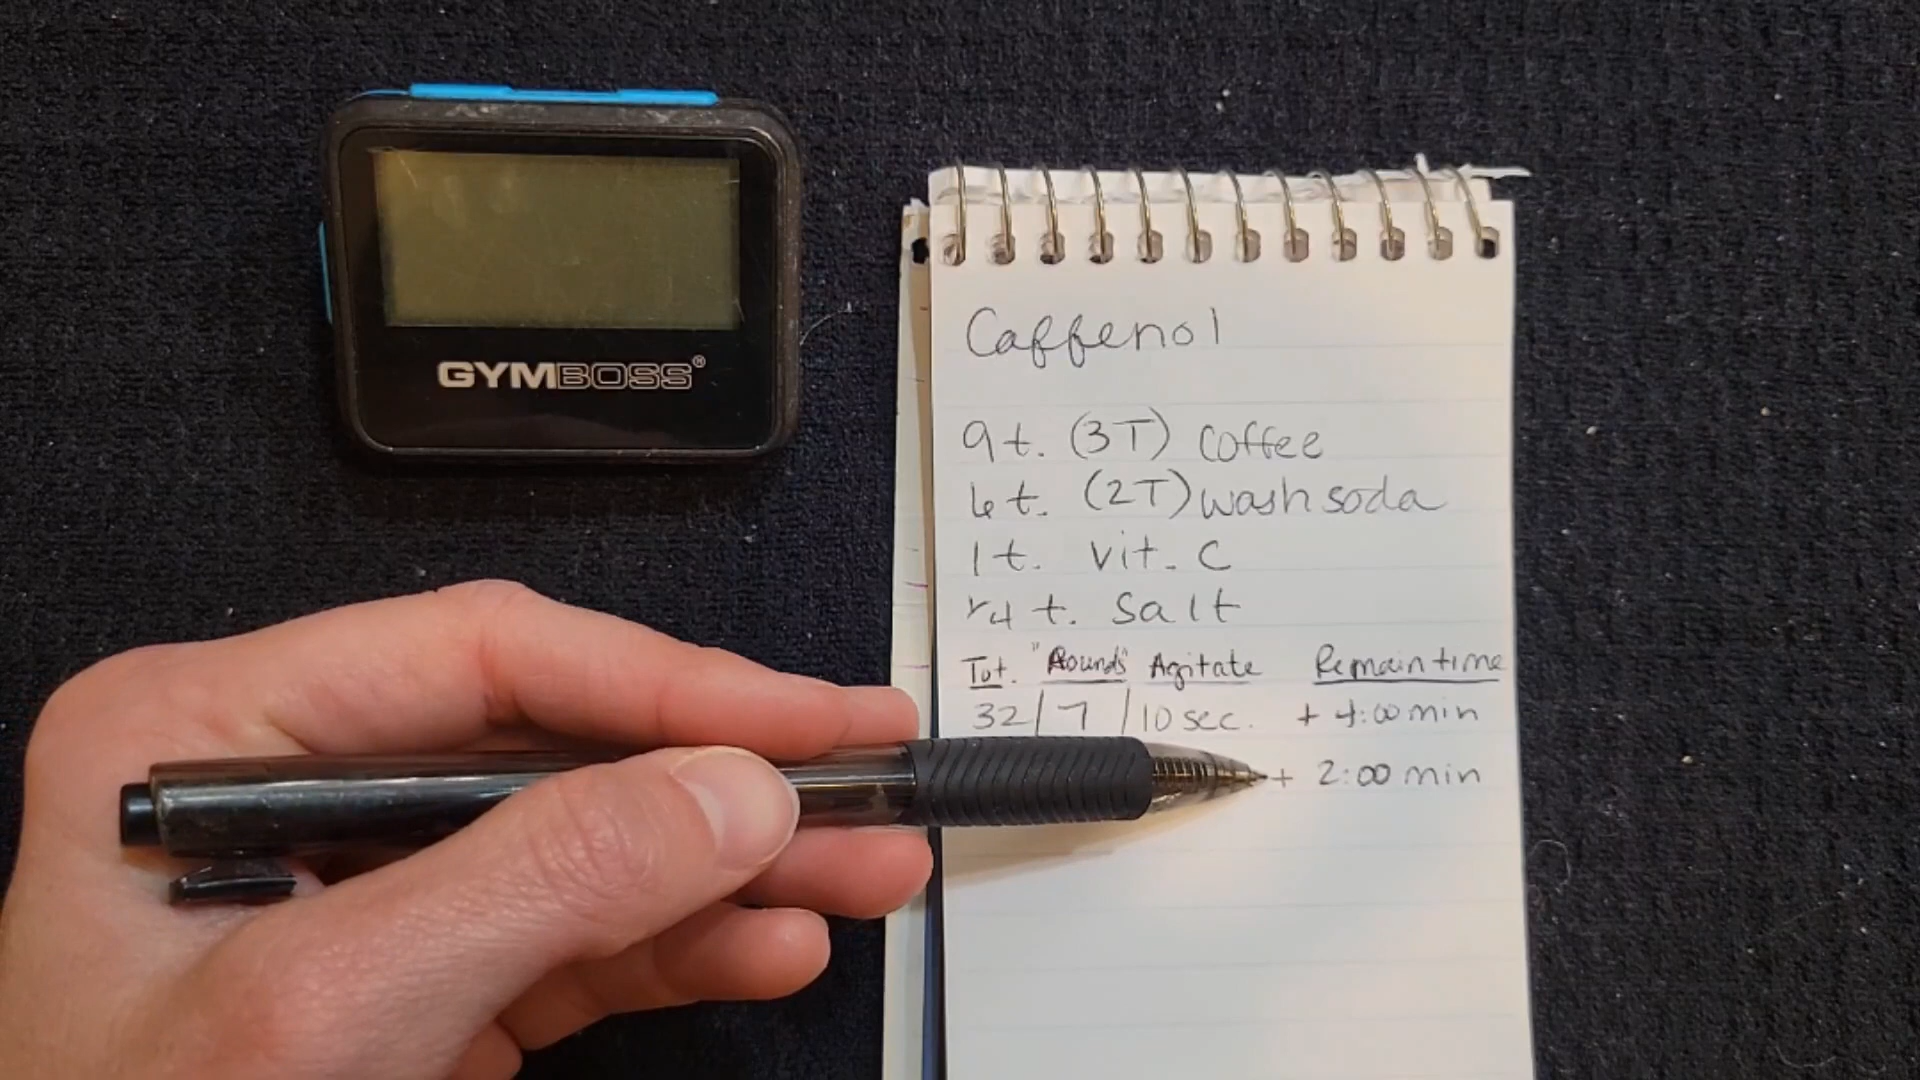 GYMBOSS®
Caffenol
9t. (3T) coffee
6t. (2T) wash soda
1t. vit. C
1/4 t. salt
Tot. "Rounds" Agitate Remain time
32 / 7 / 10 sec. + 4:00 min
+ 2:00 min